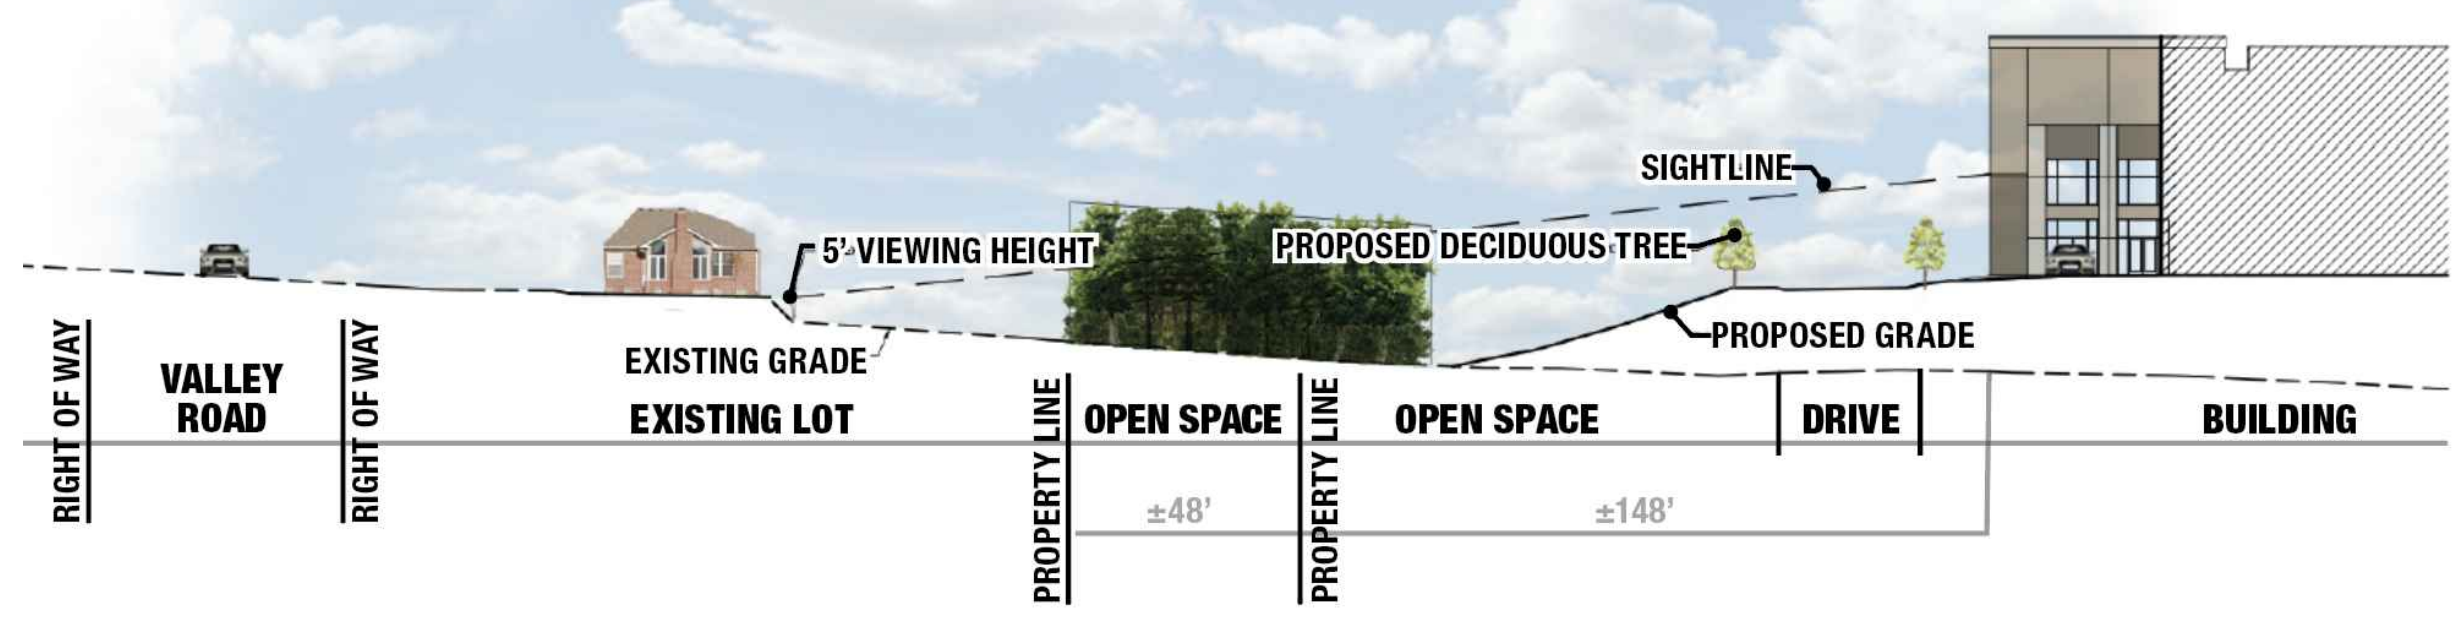 SIGHTLINE
5' VIEWING HEIGHT
PROPOSED DECIDUOUS TREE
PROPOSED GRADE
EXISTING GRADE
RIGHT OF WAY
VALLEY
ROAD
RIGHT OF WAY
EXISTING LOT
PROPERTY LINE
OPEN SPACE
PROPERTY LINE
OPEN SPACE
DRIVE
BUILDING
±48’
±148’